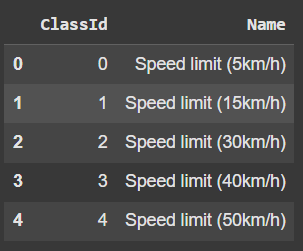 ClassId Name
0 0 Speed limit (5km/h)
1 1 Speed limit (15km/h)
2 2 Speed limit (30km/h)
3 3 Speed limit (40km/h)
4 4 Speed limit (50km/h)